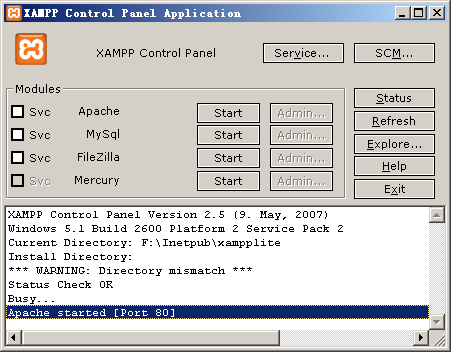 XAMPP Control Panel Application
XAMPP Control Panel
Service...
SCM...
Modules
Svc Apache Start Admin...
Svc MySql Start Admin...
Svc FileZilla Start Admin...
Svc Mercury Start Admin...
Status
Refresh
Explore...
Help
Exit
XAMPP Control Panel Version 2.5 (9. May, 2007)
Windows 5.1 Build 2600 Platform 2 Service Pack 2
Current Directory: F:\Inetpub\xampplite
Install Directory:
*** WARNING: Directory mismatch ***
Status Check OK
Busy...
Apache started [Port 80]